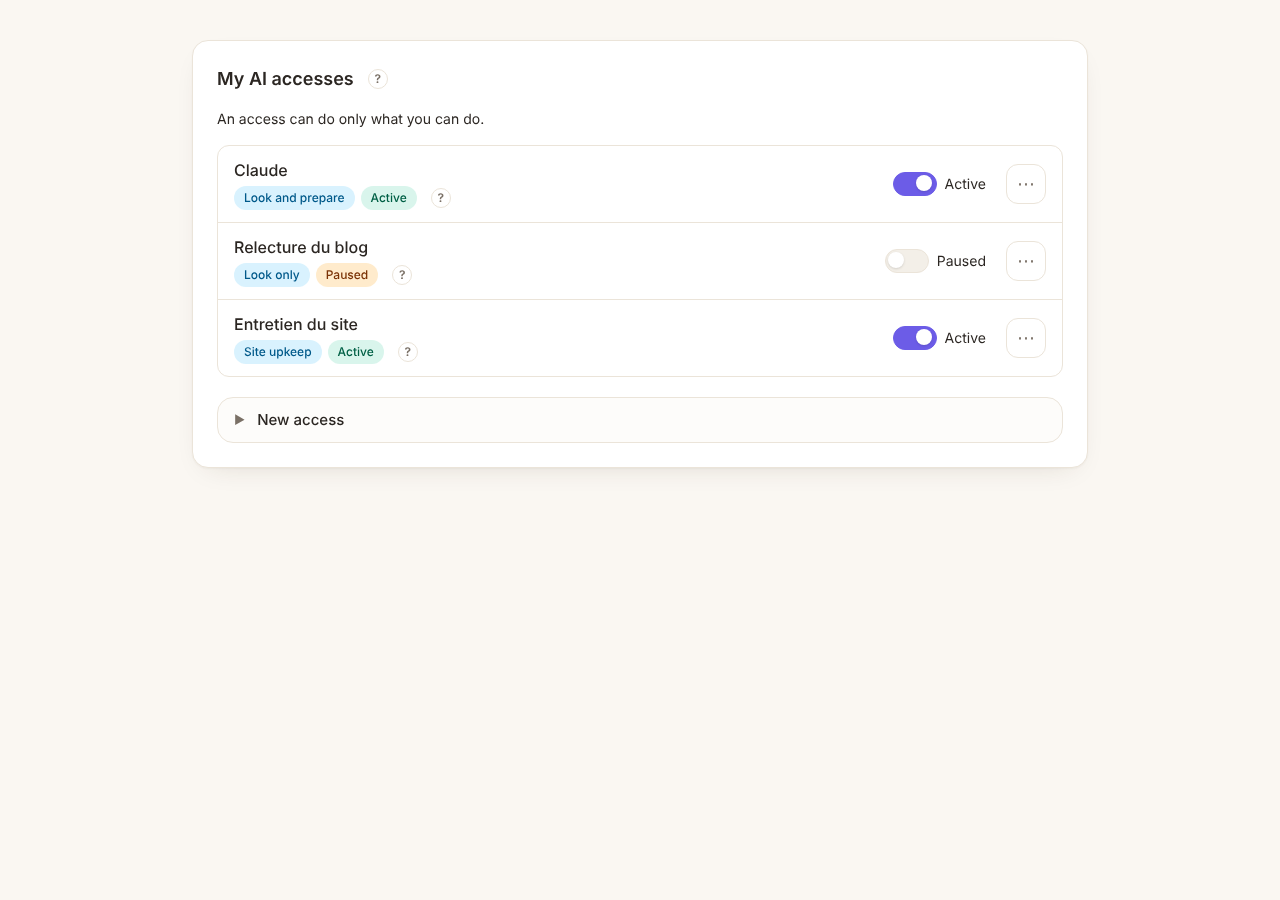 My AI accesses ?
An access can do only what you can do.
Claude
Look and prepare Active ?
Active ...
Relecture du blog
Look only Paused ?
Paused ...
Entretien du site
Site upkeep Active ?
Active ...
New access